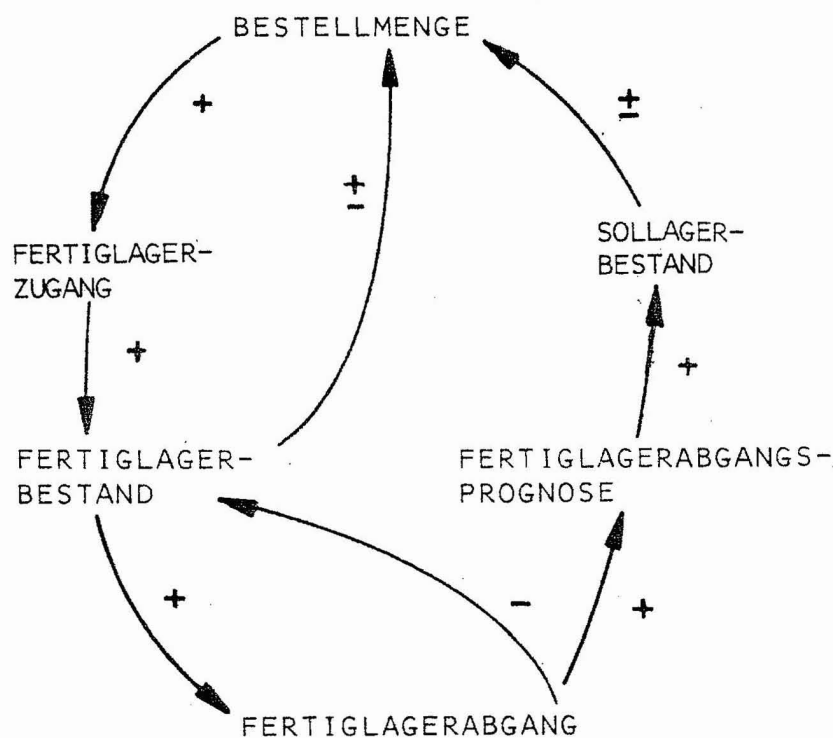 BESTELLMENGE
+
±
±
FERTIGLAGER-
ZUGANG
SOLLAGER-
BESTAND
+
+
FERTIGLAGER-
BESTAND
FERTIGLAGERABGANGS-
PROGNOSE
+
-
+
FERTIGLAGERABGANG